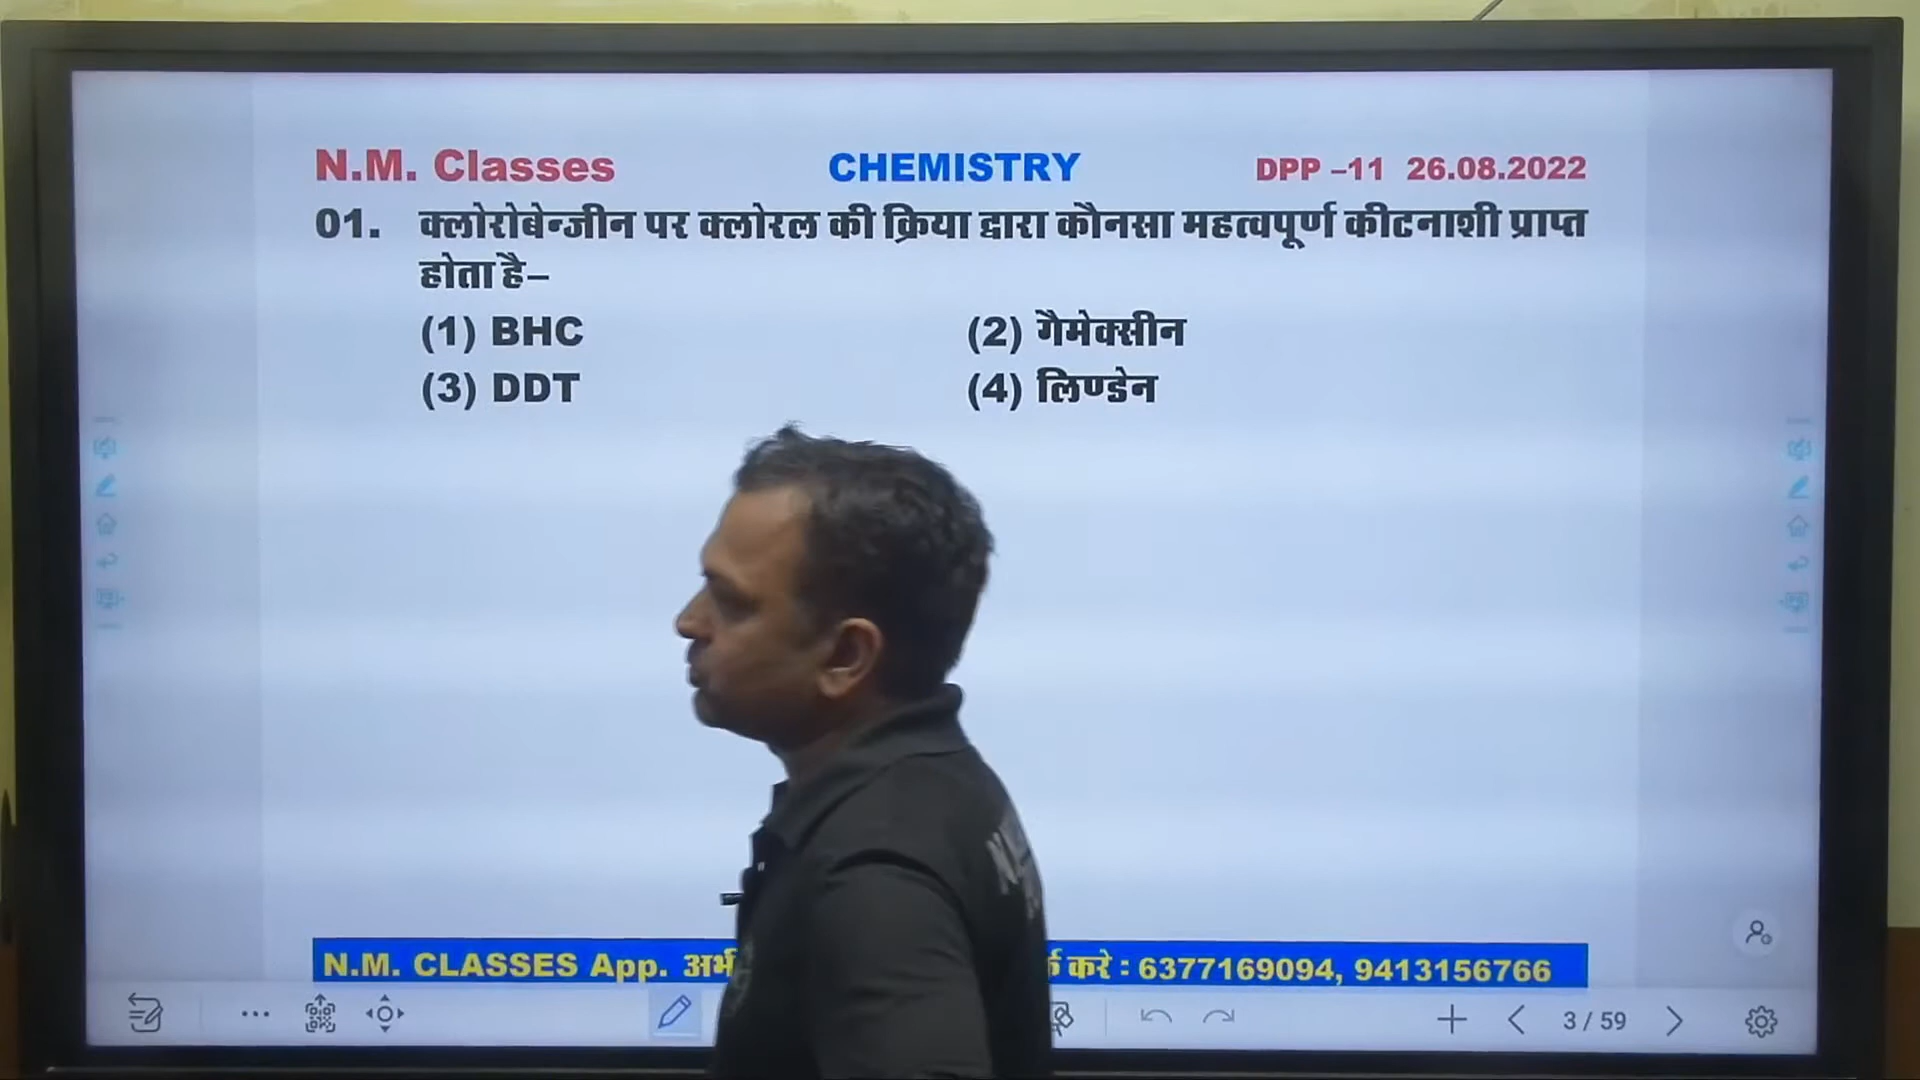 N.M. Classes CHEMISTRY DPP –11 26.08.2022
01. क्लोरोबेन्जीन पर क्लोरल की क्रिया द्वारा कौनसा महत्वपूर्ण कीटनाशी प्राप्त
होता है–
(1) BHC (2) गैमेक्सीन
(3) DDT (4) लिण्डेन
N.M. CLASSES App. करे : 6377169094, 9413156766
3 / 59